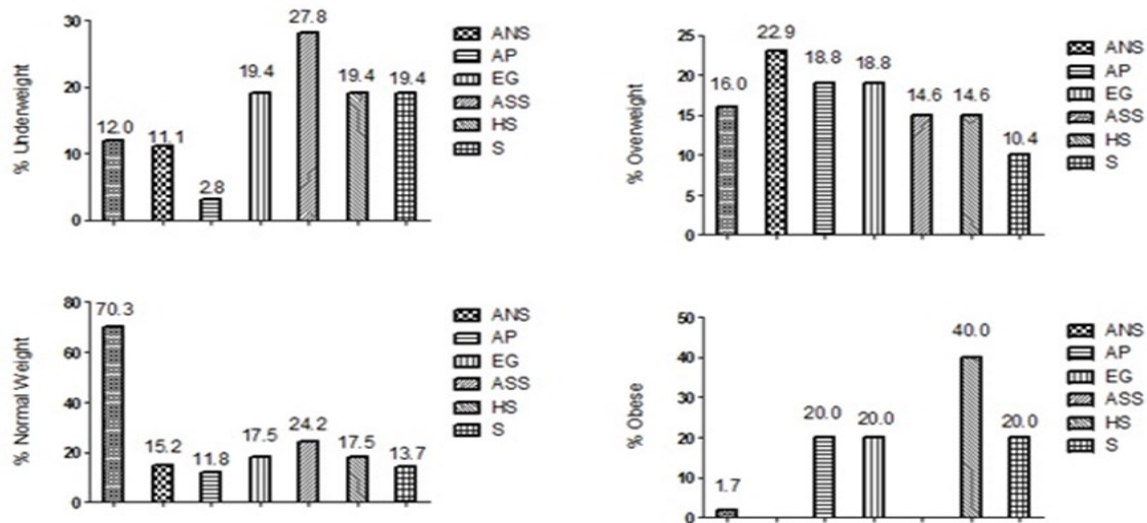 % Underweight
30
20
10
0
12.0
11.1
2.8
19.4
27.8
19.4
19.4
ANS
AP
EG
ASS
HS
S
% Overweight
25
20
15
10
5
0
16.0
22.9
18.8
18.8
14.6
14.6
10.4
ANS
AP
EG
ASS
HS
S
% Normal Weight
80
60
40
20
0
70.3
15.2
11.8
17.5
24.2
17.5
13.7
ANS
AP
EG
ASS
HS
S
% Obese
50
40
30
20
10
0
1.7
20.0
20.0
40.0
20.0
ANS
AP
EG
ASS
HS
S